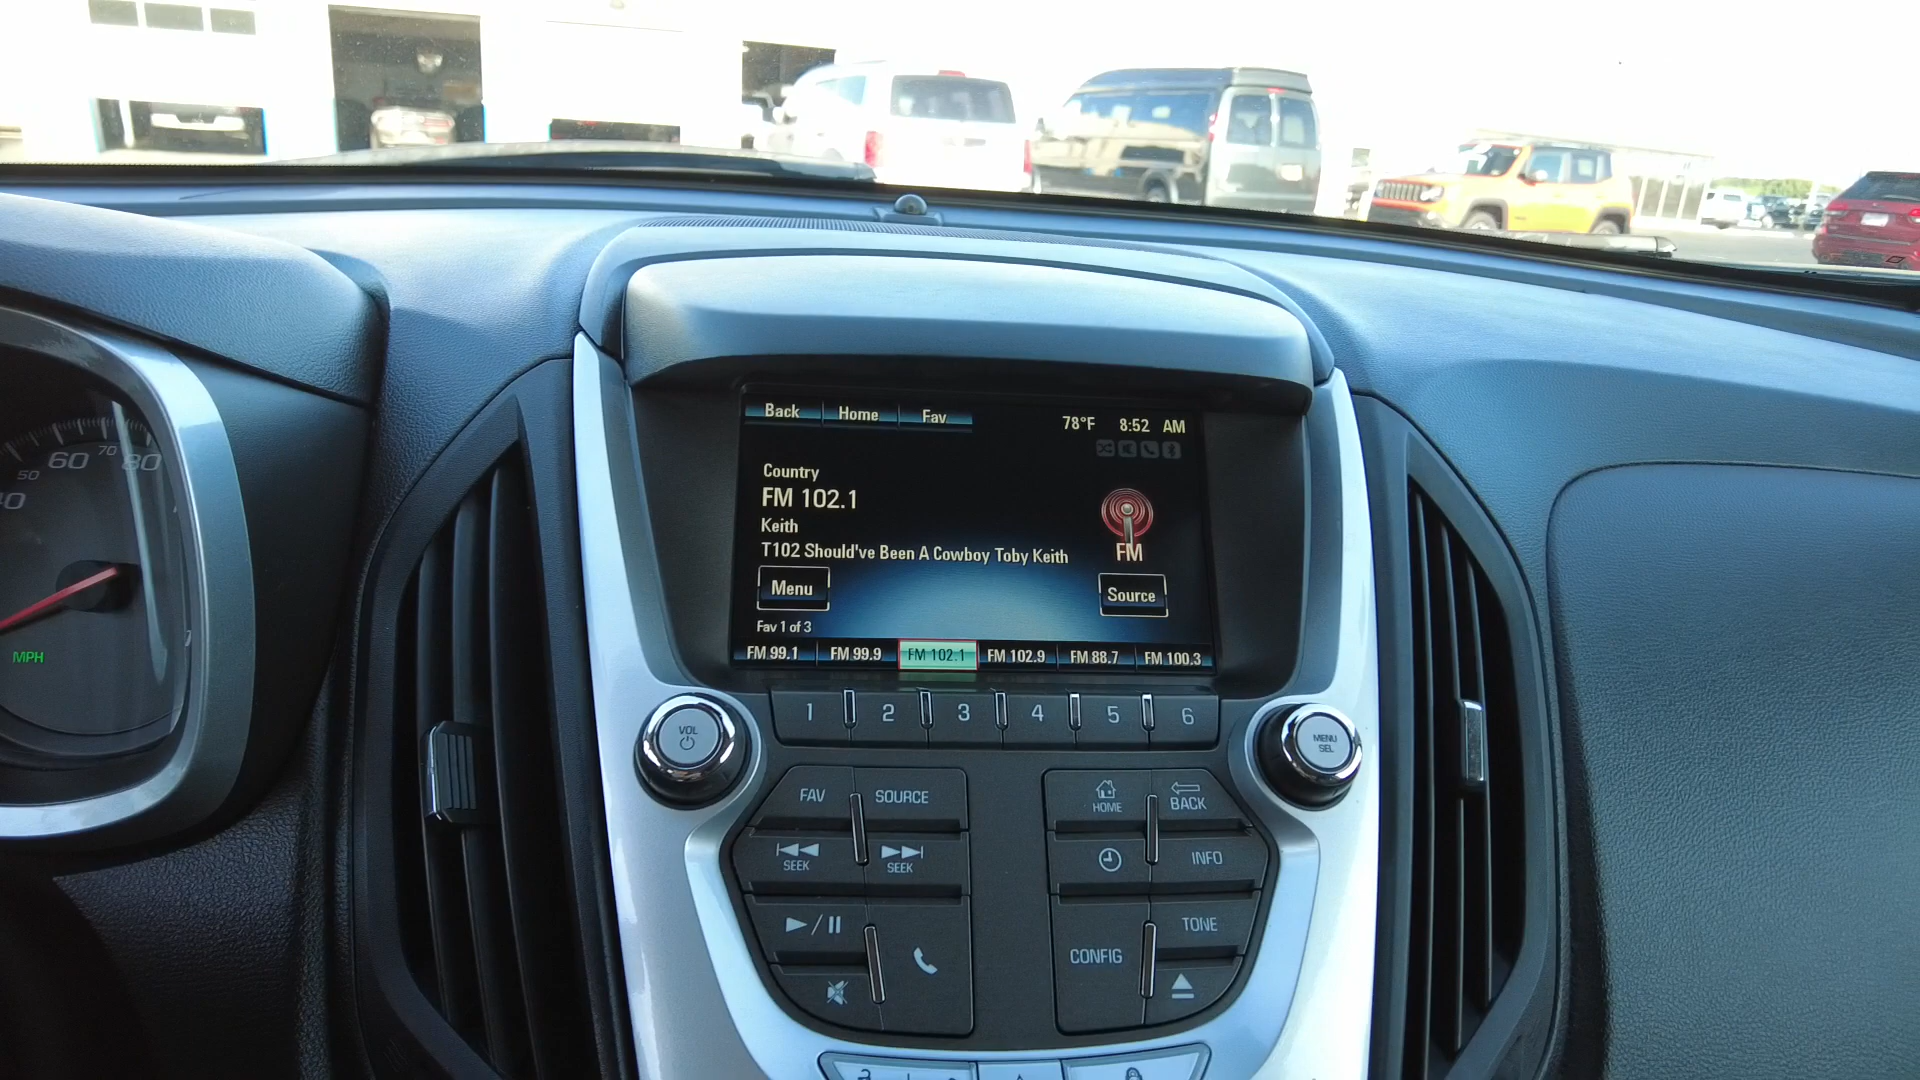 Back Home Fav 78°F 8:52 AM
Country
FM 102.1
Keith
T102 Should've Been A Cowboy Toby Keith
FM
Menu
Source
Fav 1 of 3
FM 99.1 FM 99.9 FM 102.1 FM 102.9 FM 88.7 FM 100.3
1 2 3 4 5 6
VOL
MENU
SEL
FAV SOURCE
HOME BACK
SEEK SEEK
INFO
TONE
CONFIG
50 60 70 80
MPH